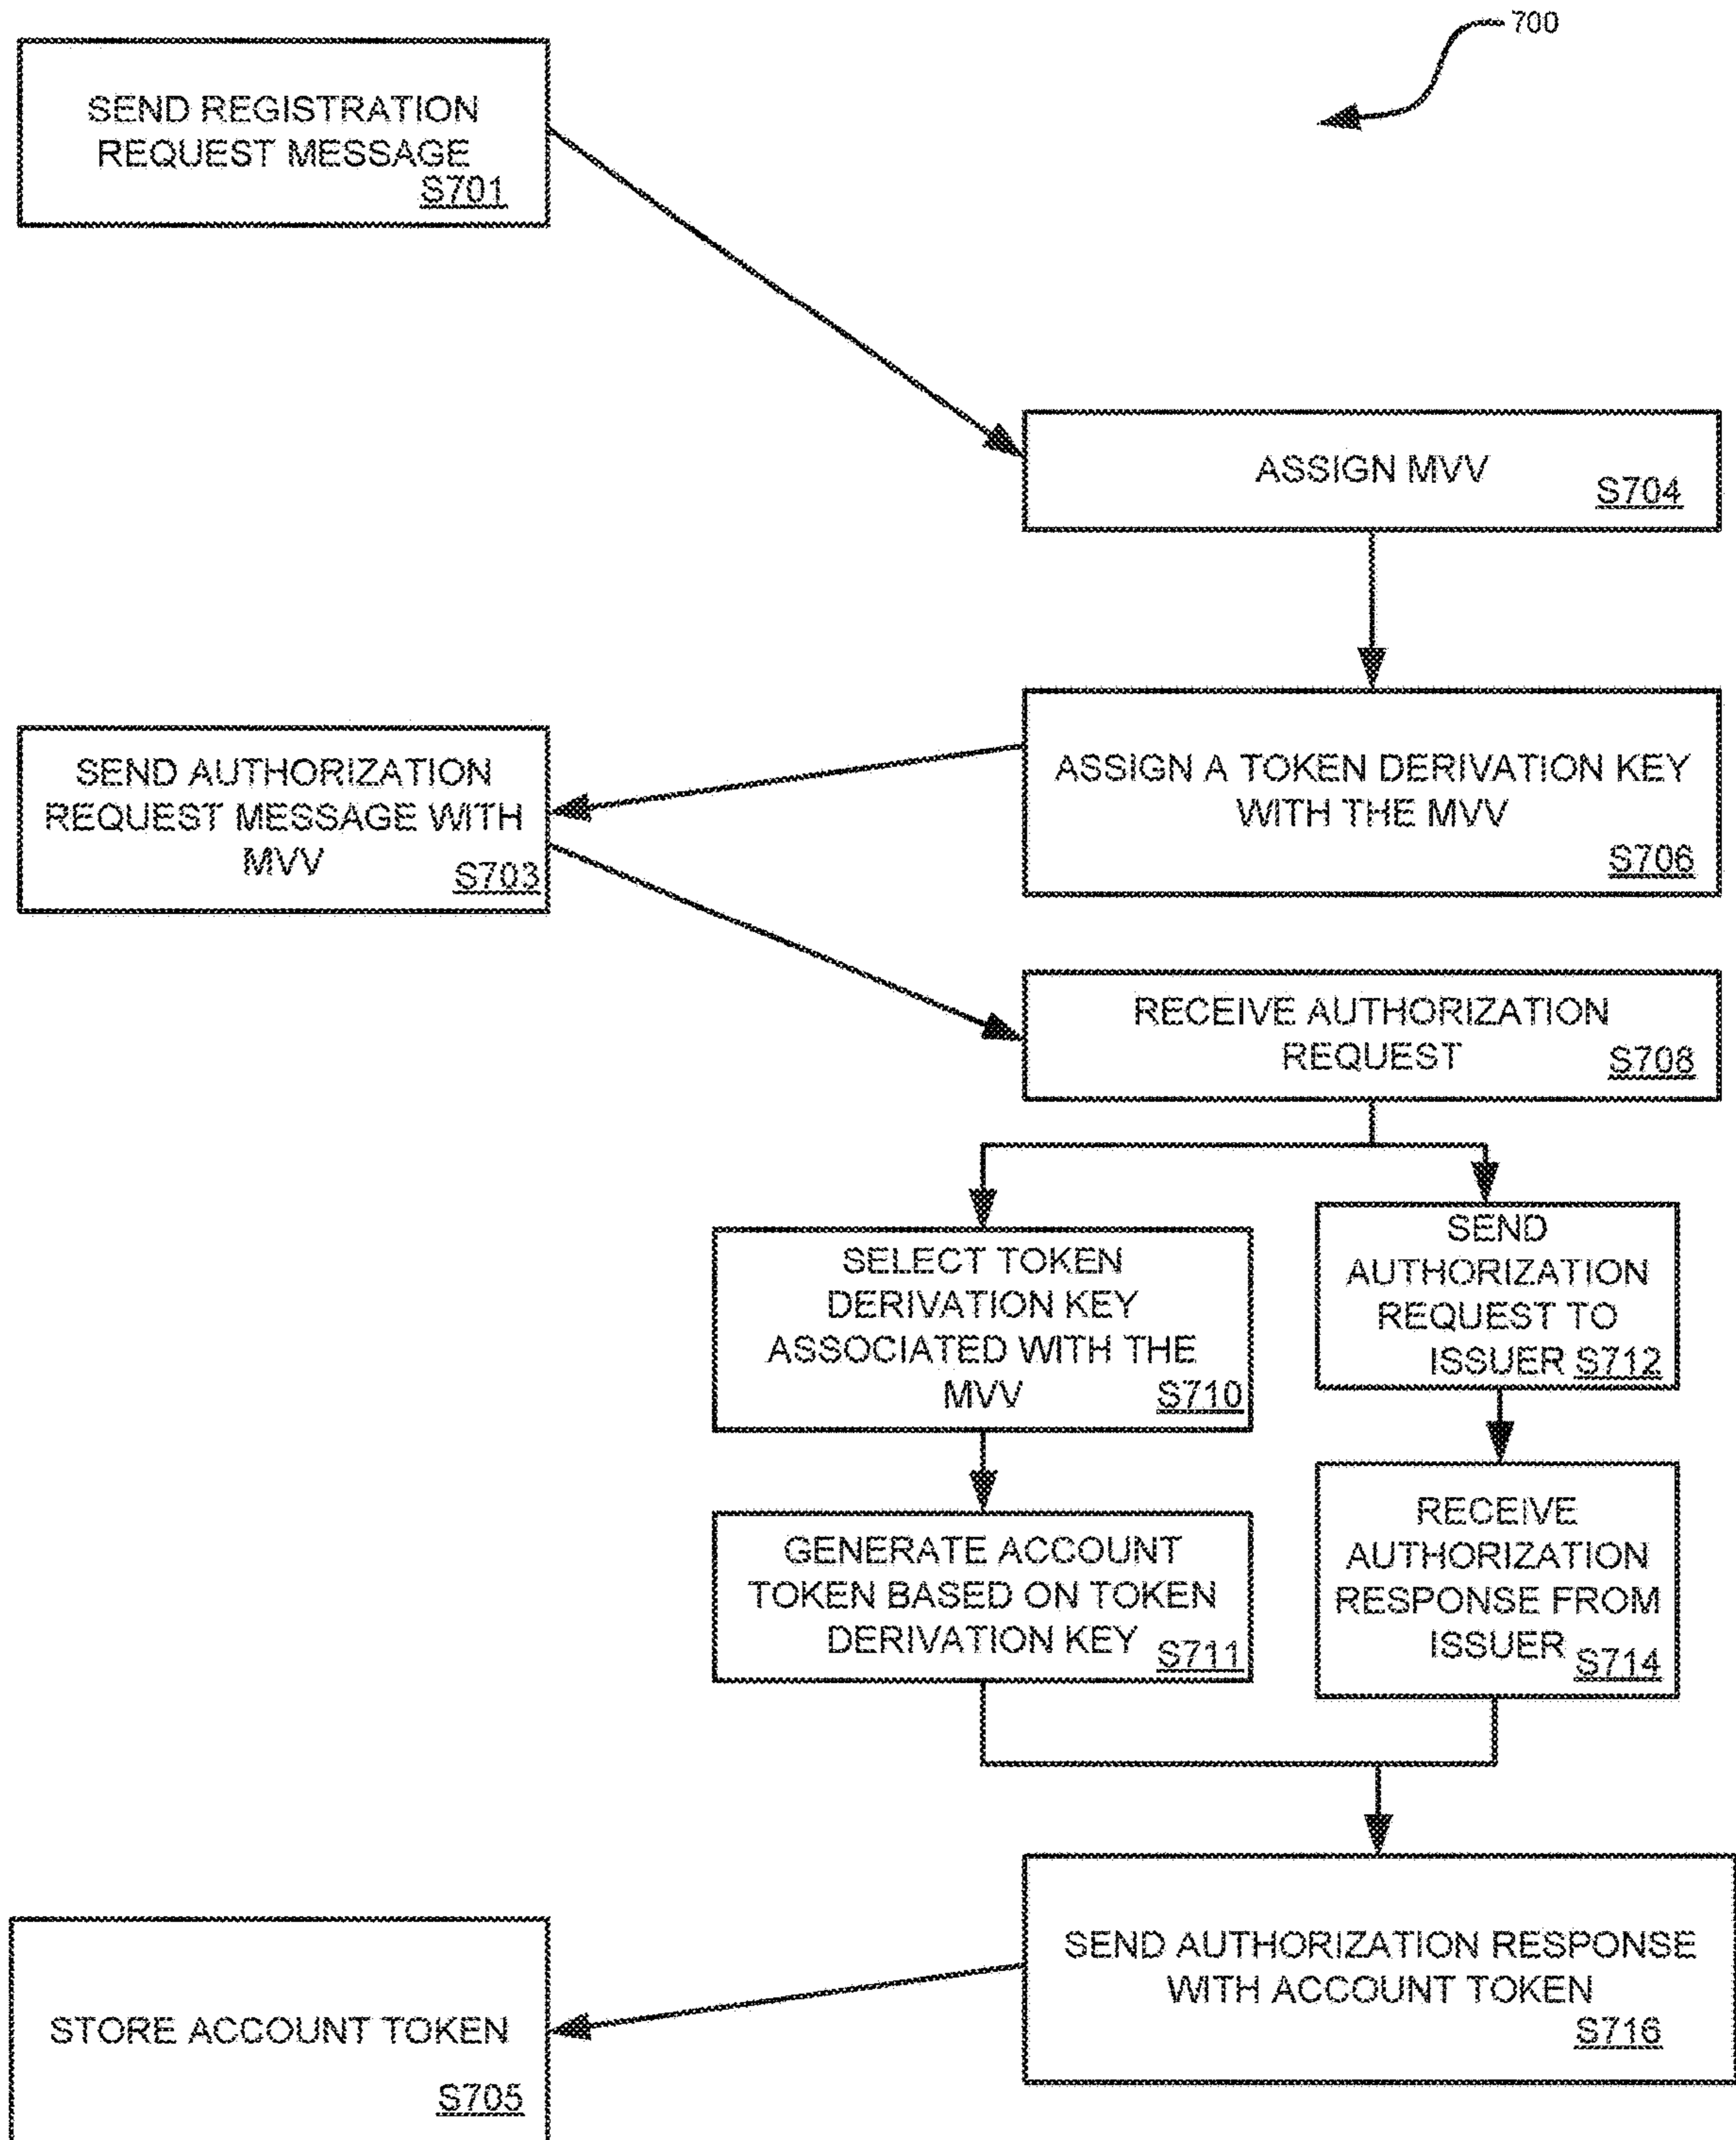 700
SEND REGISTRATION
REQUEST MESSAGE
S701
ASSIGN MVV
S704
ASSIGN A TOKEN DERIVATION KEY
WITH THE MVV
S706
SEND AUTHORIZATION
REQUEST MESSAGE WITH
MVV
S703
RECEIVE AUTHORIZATION
REQUEST
S708
SELECT TOKEN
DERIVATION KEY
ASSOCIATED WITH THE
MVV
S710
SEND
AUTHORIZATION
REQUEST TO
ISSUER S712
GENERATE ACCOUNT
TOKEN BASED ON TOKEN
DERIVATION KEY
S711
RECEIVE
AUTHORIZATION
RESPONSE FROM
ISSUER
S714
SEND AUTHORIZATION RESPONSE
WITH ACCOUNT TOKEN
S716
STORE ACCOUNT TOKEN
S705